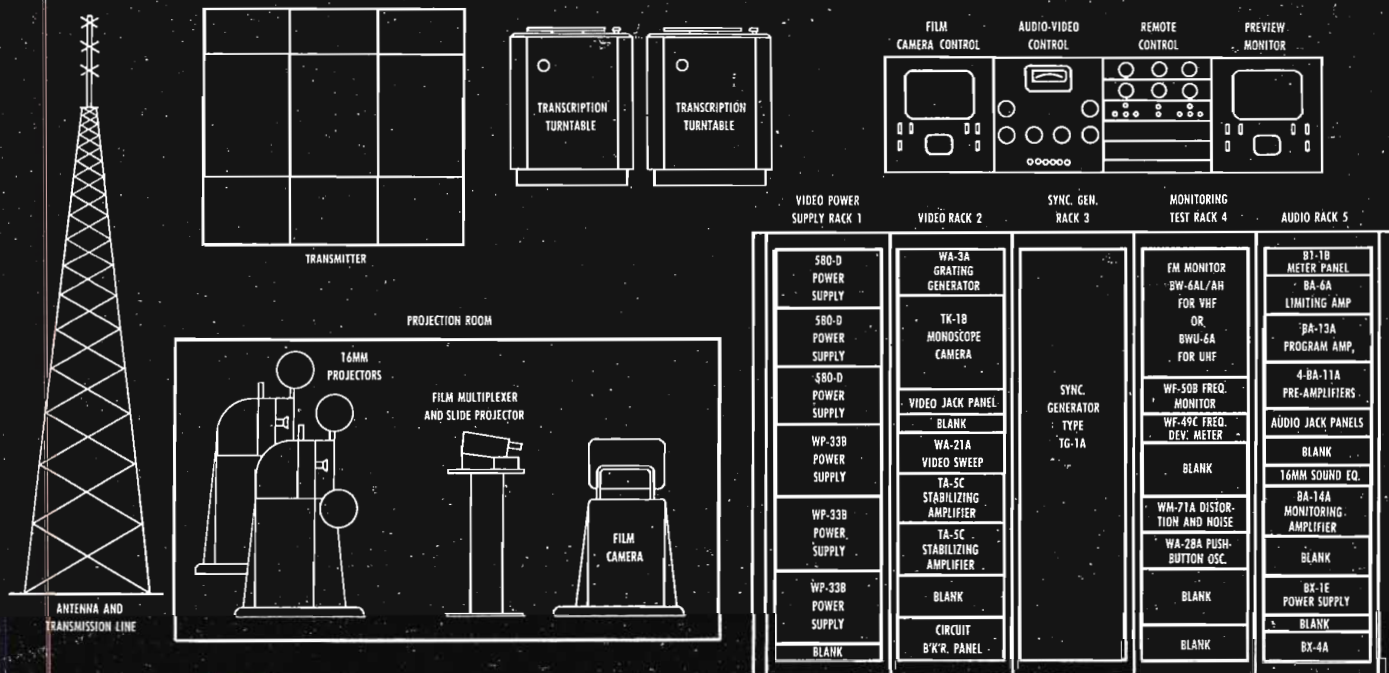 FILM
CAMERA CONTROL
AUDIO-VIDEO
CONTROL
REMOTE
CONTROL
PREVIEW
MONITOR
TRANSCRIPTION
TURNTABLE
TRANSCRIPTION
TURNTABLE
TRANSMITTER
ANTENNA AND
TRANSMISSION LINE
PROJECTION ROOM
16MM
PROJECTORS
FILM MULTIPLEXER
AND SLIDE PROJECTOR
FILM
CAMERA
VIDEO POWER
SUPPLY RACK 1
580-D
POWER
SUPPLY
580-D
POWER
SUPPLY
580-D
POWER
SUPPLY
WP-33B
POWER
SUPPLY
WP-33B
POWER
SUPPLY
WP-33B
POWER
SUPPLY
BLANK
VIDEO RACK 2
WA-3A
GRATING
GENERATOR
TK-1B
MONOSCOPE
CAMERA
VIDEO JACK PANEL
BLANK
WA-21A
VIDEO SWEEP
TA-5C
STABILIZING
AMPLIFIER
TA-5C
STABILIZING
AMPLIFIER
BLANK
CIRCUIT
B'K'R. PANEL
SYNC. GEN.
RACK 3
SYNC.
GENERATOR
TYPE
TG-1A
MONITORING
TEST RACK 4
FM MONITOR
BW-6AL/AH
FOR VHF
OR
BWU-6A
FOR UHF
WF-50B FREQ.
MONITOR
WF-49C FREQ.
DEV. METER
BLANK
WM-71A DISTOR-
TION AND NOISE
WA-28A PUSH-
BUTTON OSC.
BLANK
BLANK
AUDIO RACK 5
B1-1B
METER PANEL
BA-6A
LIMITING AMP
BA-13A
PROGRAM AMP,
4-BA-11A
PRE-AMPLIFIERS
AUDIO JACK PANELS
BLANK
16MM SOUND EQ.
BA-14A
MONITORING
AMPLIFIER
BLANK
BX-1E
POWER SUPPLY
BLANK
BX-4A